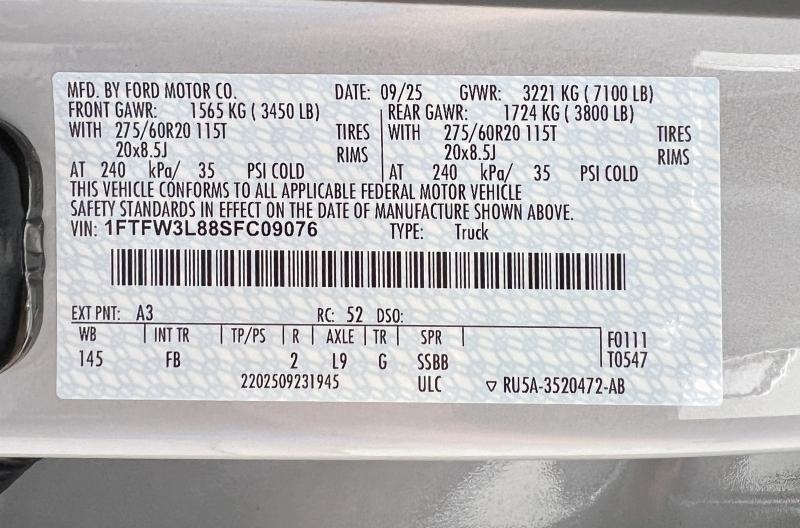 MFD. BY FORD MOTOR CO. DATE: 09/25 GVWR: 3221 KG ( 7100 LB)
FRONT GAWR: 1565 KG ( 3450 LB) REAR GAWR: 1724 KG ( 3800 LB)
WITH 275/60R20 115T TIRES WITH 275/60R20 115T TIRES
20x8.5J RIMS 20x8.5J RIMS
AT 240 kPa/ 35 PSI COLD AT 240 kPa/ 35 PSI COLD
THIS VEHICLE CONFORMS TO ALL APPLICABLE FEDERAL MOTOR VEHICLE
SAFETY STANDARDS IN EFFECT ON THE DATE OF MANUFACTURE SHOWN ABOVE.
VIN: 1FTFW3L88SFC09076 TYPE: Truck
EXT PNT: A3 RC: 52 DSO:
WB INT TR TP/PS R AXLE TR SPR F0111
145 FB 2 L9 G SSBB T0547
2202509231945 ULC RU5A-3520472-AB